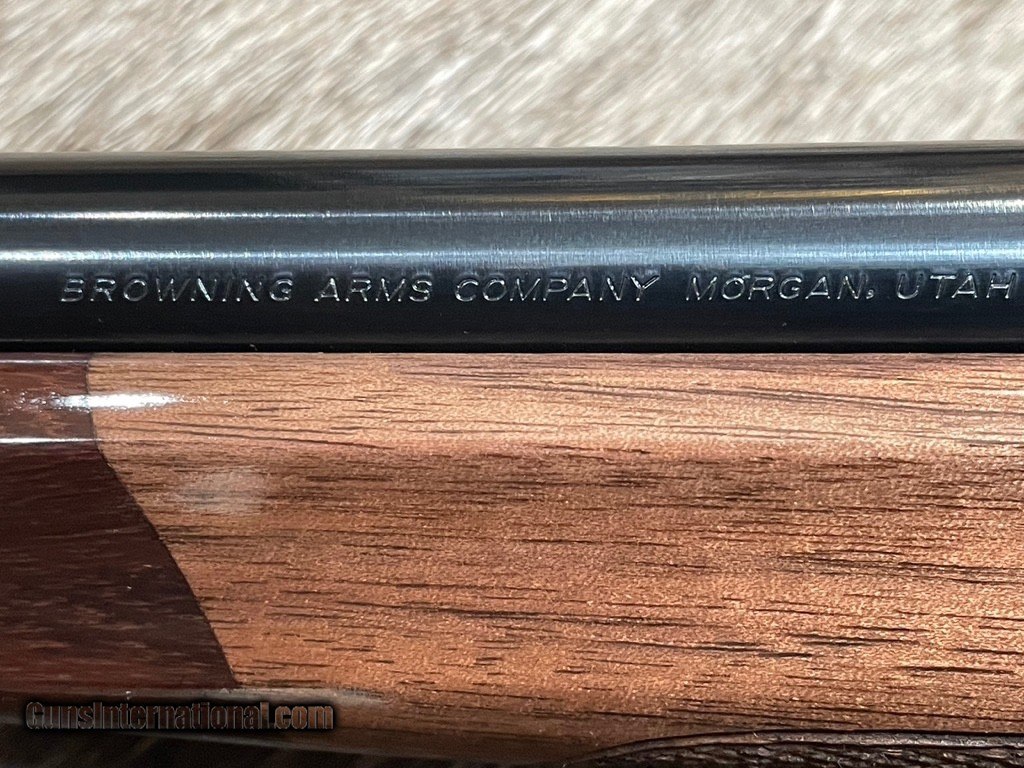 BROWNING ARMS COMPANY MORGAN, UTAH
GunsInternational.com